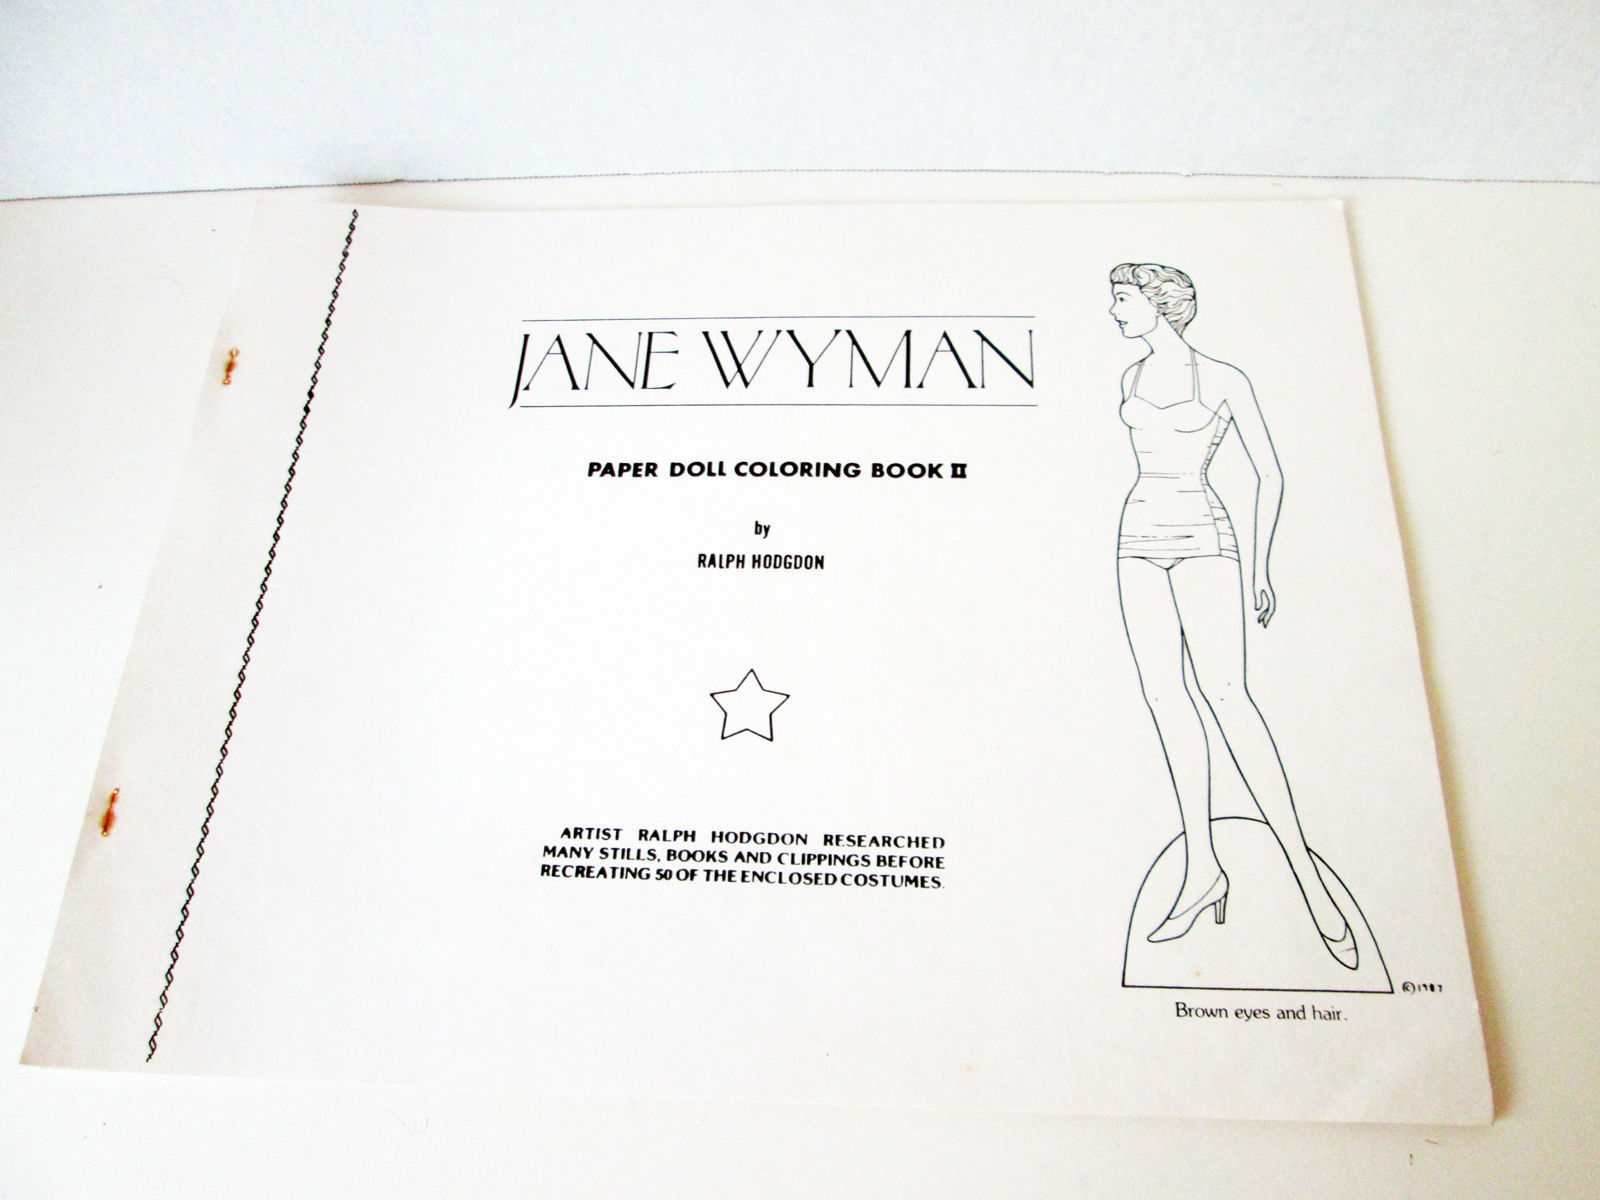 JANE WYMAN
PAPER DOLL COLORING BOOK II
by
RALPH HODGDON
ARTIST RALPH HODGDON RESEARCHED
MANY STILLS, BOOKS AND CLIPPINGS BEFORE
RECREATING 50 OF THE ENCLOSED COSTUMES.
©1987
Brown eyes and hair.